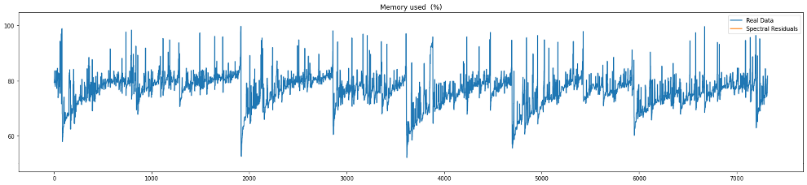 Memory used (%)
Real Data
Spectral Residuals
100
80
60
0 1000 2000 3000 4000 5000 6000 7000